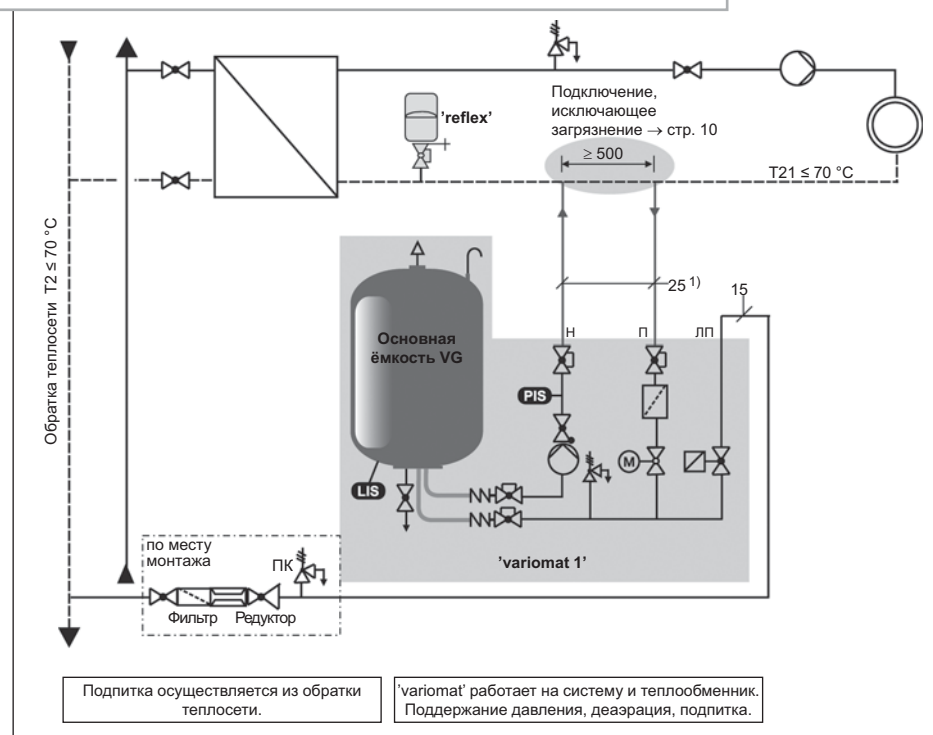 'reflex'
Подключение,
исключающее
загрязнение → стр. 10
≥ 500
T21 ≤ 70 °C
Обратка теплосети T2 ≤ 70 °C
25 1)
15
Основная
ёмкость VG
Н
П
ЛП
PIS
M
LIS
'variomat 1'
по месту
монтажа
ПК
Фильтр
Редуктор
Подпитка осуществляется из обратки
теплосети.
'variomat' работает на систему и теплообменник.
Поддержание давления, деаэрация, подпитка.